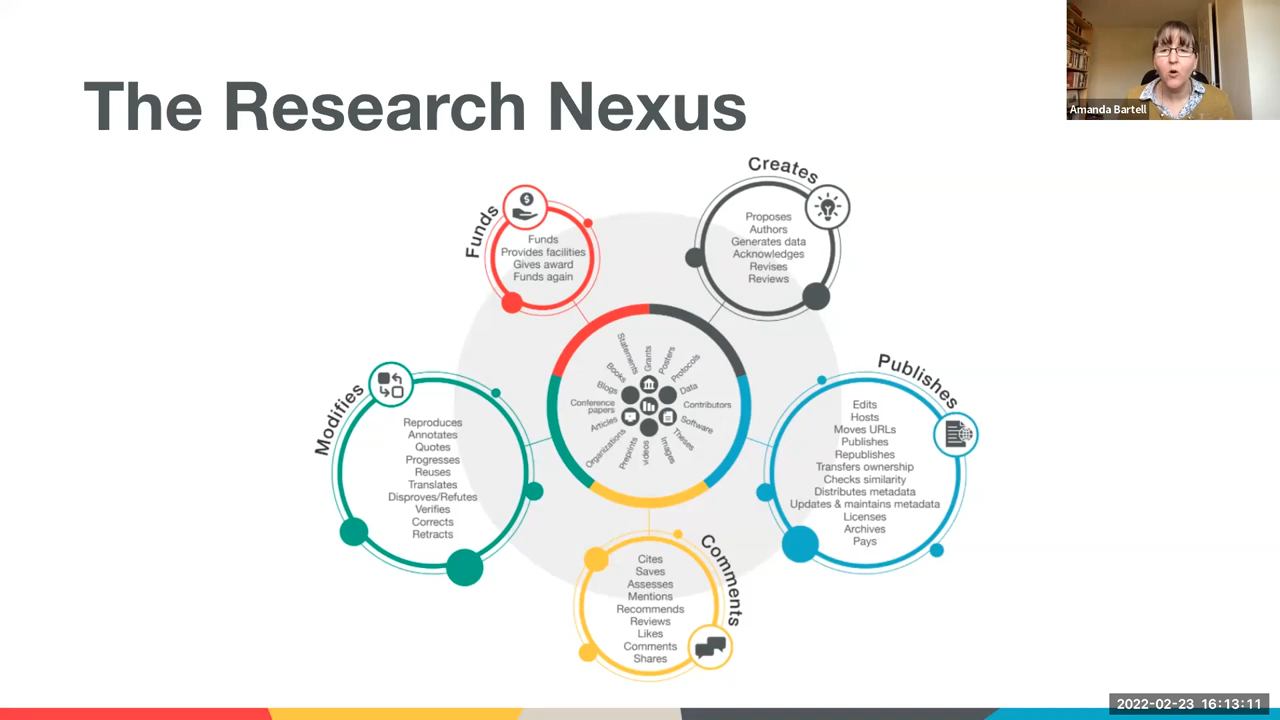 The Research Nexus
Amanda Bartell
Funds
Funds
Provides facilities
Gives award
Funds again
Creates
Proposes
Authors
Generates data
Acknowledges
Revises
Reviews
Statements
Grants
Posters
Protocols
Data
Contributors
Software
Theses
Images
videos
Preprints
Organizations
Articles
Conference
papers
Blogs
Books
Modifies
Reproduces
Annotates
Quotes
Progresses
Reuses
Translates
Disproves/Refutes
Verifies
Corrects
Retracts
Publishes
Edits
Hosts
Moves URLs
Publishes
Republishes
Transfers ownership
Checks similarity
Distributes metadata
Updates & maintains metadata
Licenses
Archives
Pays
Comments
Cites
Saves
Assesses
Mentions
Recommends
Reviews
Likes
Comments
Shares
2022-02-23 16:13:11